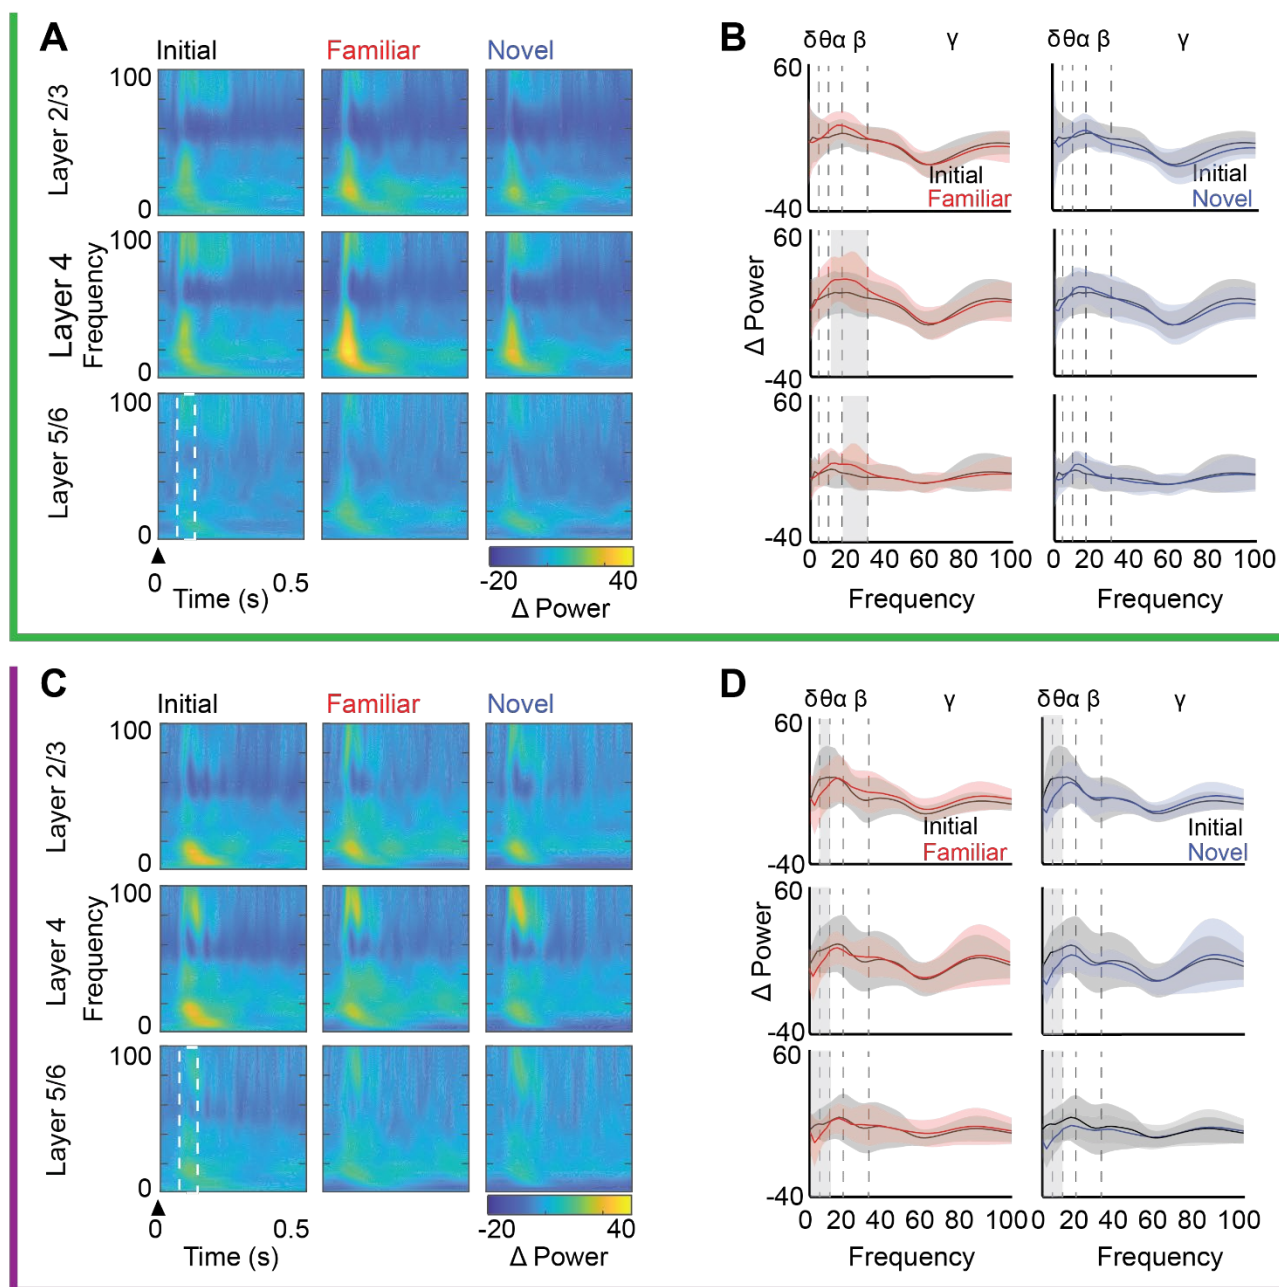 A
Initial
Familiar
Novel
Layer 2/3
100
0
Layer 4
Frequency
100
0
Layer 5/6
100
0
0
0.5
Time (s)
-20
40
Δ Power
B
δθα β
γ
δθα β
γ
60
-40
Initial
Familiar
Initial
Novel
60
-40
Δ Power
60
-40
0 20 40 60 80 100
0 20 40 60 80 100
Frequency
Frequency
C
Initial
Familiar
Novel
Layer 2/3
100
0
Layer 4
Frequency
100
0
Layer 5/6
100
0
0
0.5
Time (s)
-20
40
Δ Power
D
δθα β
γ
δθα β
γ
60
-40
Initial
Familiar
Initial
Novel
60
-40
Δ Power
60
-40
0 20 40 60 80 100
0 20 40 60 80 100
Frequency
Frequency